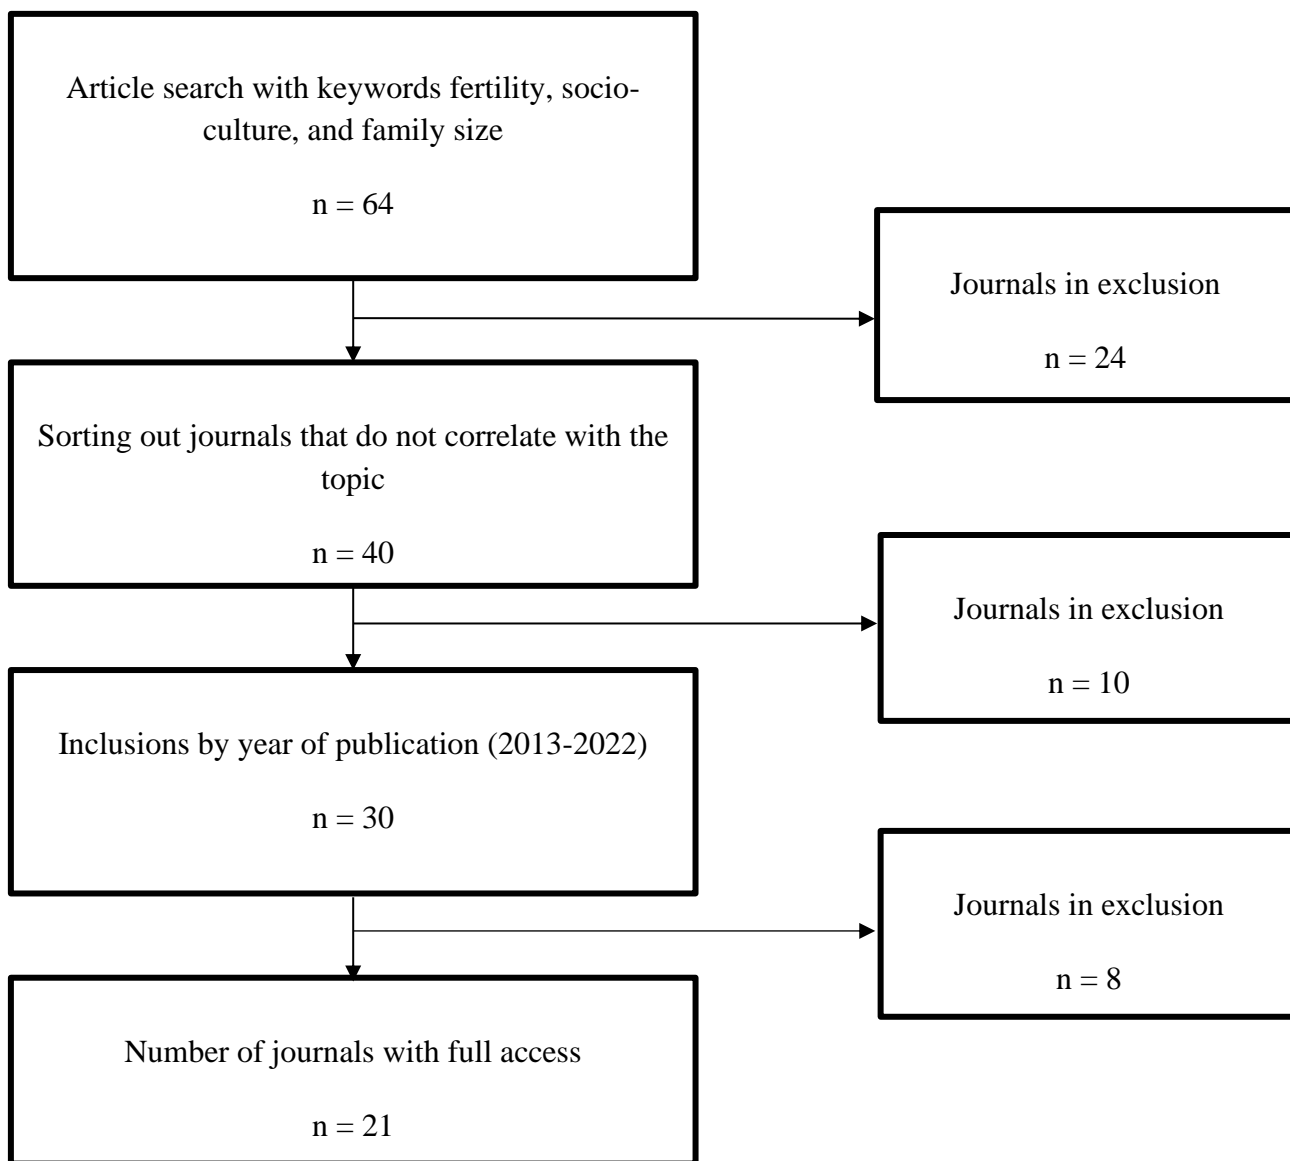 Article search with keywords fertility, socio-
culture, and family size
n = 64
Journals in exclusion
n = 24
Sorting out journals that do not correlate with the
topic
n = 40
Journals in exclusion
n = 10
Inclusions by year of publication (2013-2022)
n = 30
Journals in exclusion
n = 8
Number of journals with full access
n = 21